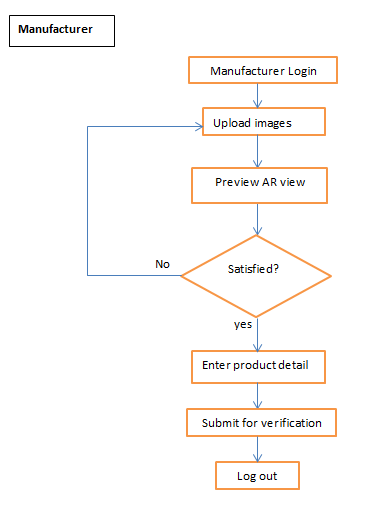 Manufacturer
Manufacturer Login
Upload images
Preview AR view
Satisfied?
No
yes
Enter product detail
Submit for verification
Log out